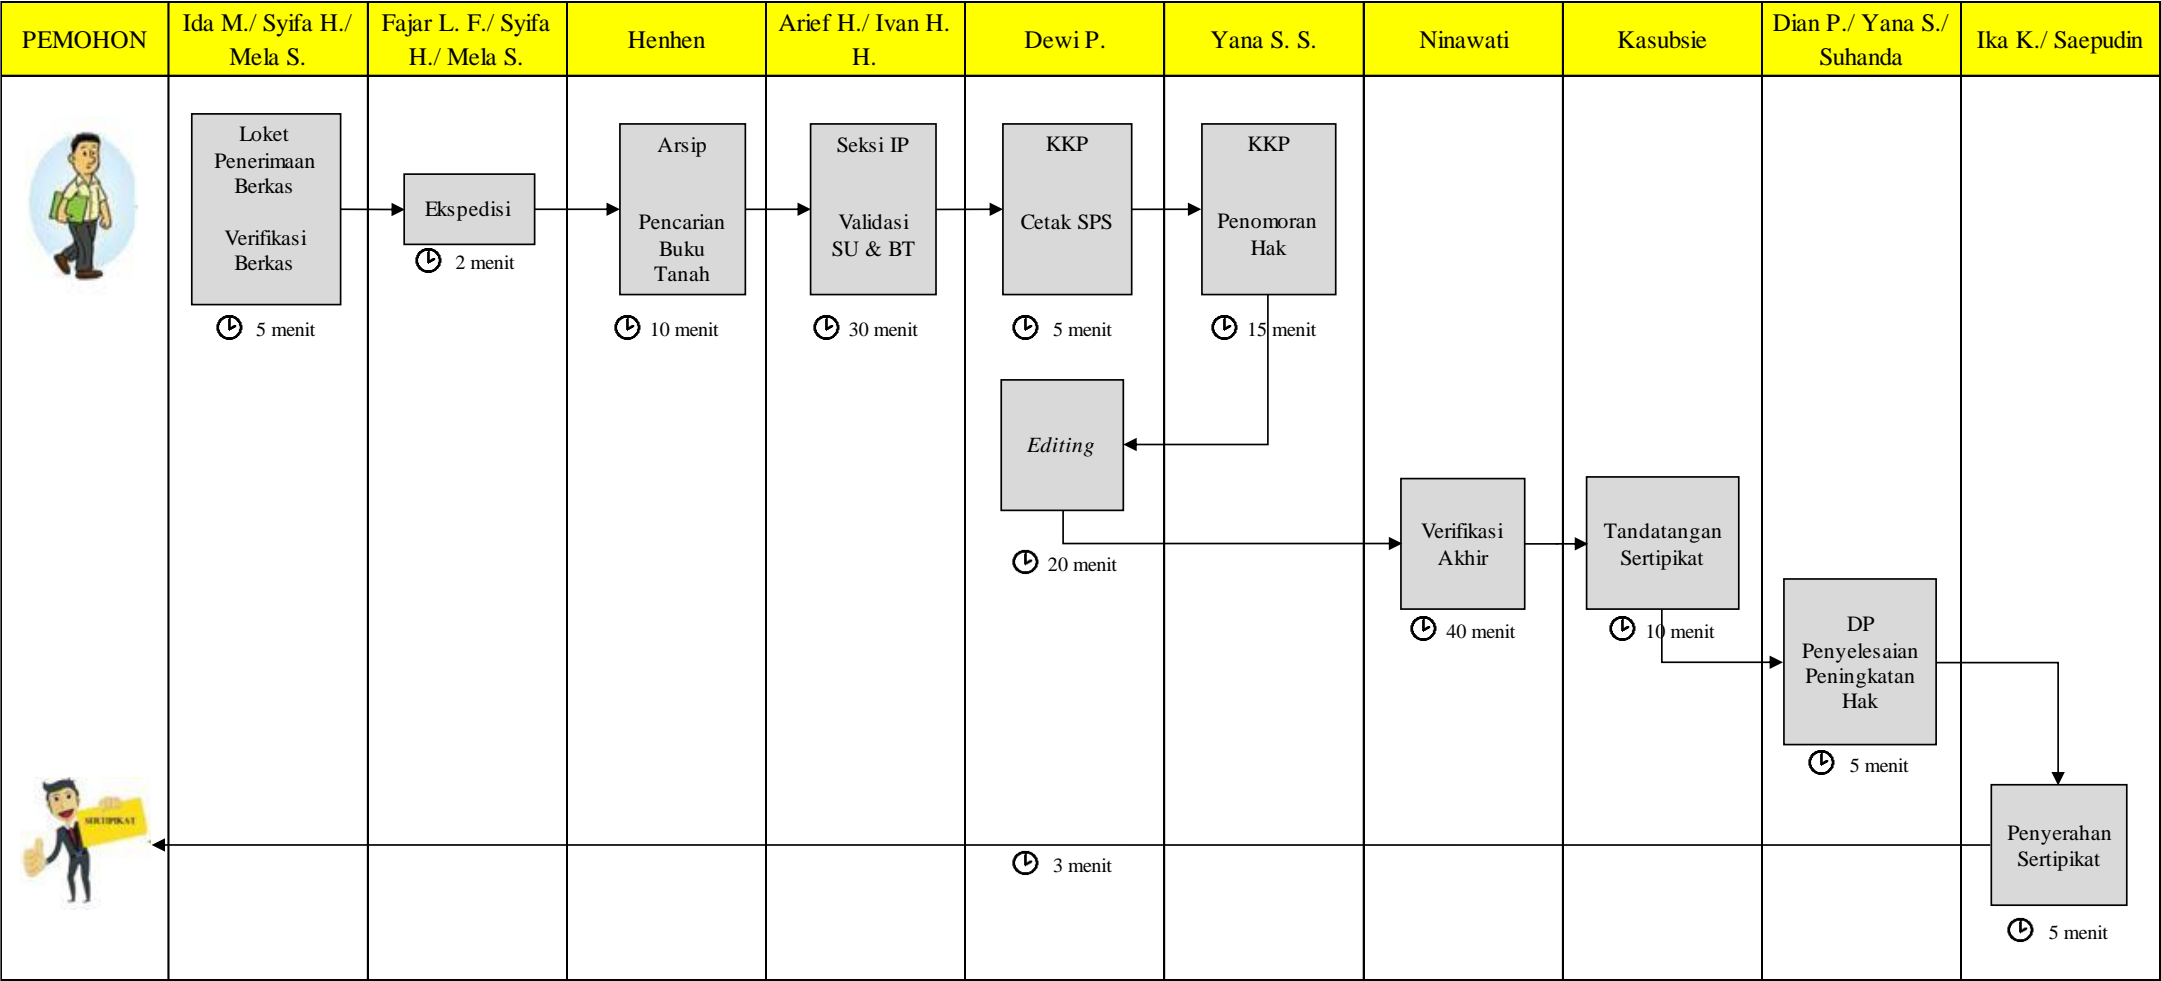 PEMOHON
Ida M./ Syifa H./
Mela S.
Fajar L. F./ Syifa
H./ Mela S.
Henhen
Arief H./ Ivan H.
H.
Dewi P.
Yana S. S.
Ninawati
Kasubsie
Dian P./ Yana S./
Suhanda
Ika K./ Saepudin
Loket
Penerimaan
Berkas
Verifikasi
Berkas
5 menit
Ekspedisi
2 menit
Arsip
Pencarian
Buku
Tanah
10 menit
Seksi IP
Validasi
SU & BT
30 menit
KKP
Cetak SPS
5 menit
KKP
Penomoran
Hak
15 menit
Editing
20 menit
Verifikasi
Akhir
40 menit
Tandatangan
Sertipikat
10 menit
DP
Penyelesaian
Peningkatan
Hak
5 menit
Penyerahan
Sertipikat
5 menit
3 menit
SERTIPIKAT